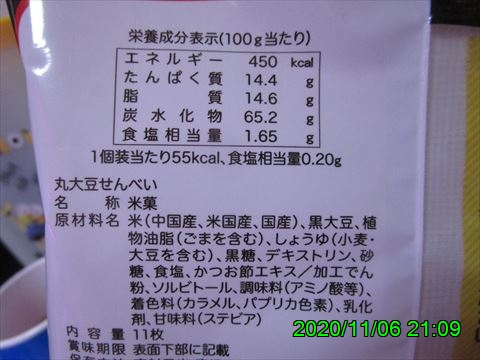 栄養成分表示(100g当たり)
エネルギー 450 kcal
たんぱく質 14.4 g
脂質 14.6 g
炭水化物 65.2 g
食塩相当量 1.65 g
1個装当たり55kcal、食塩相当量0.20g
丸大豆せんべい
名称 米菓
原材料名 米(中国産、米国産、国産)、黒大豆、植
物油脂(ごまを含む)、しょうゆ(小麦・
大豆を含む)、黒糖、デキストリン、砂
糖、食塩、かつお節エキス/加工でん
粉、ソルビトール、調味料(アミノ酸等)、
着色料(カラメル、パプリカ色素)、乳化
剤、甘味料(ステビア)
内容量 11枚
賞味期限 表面下部に記載
2020/11/06 21:09